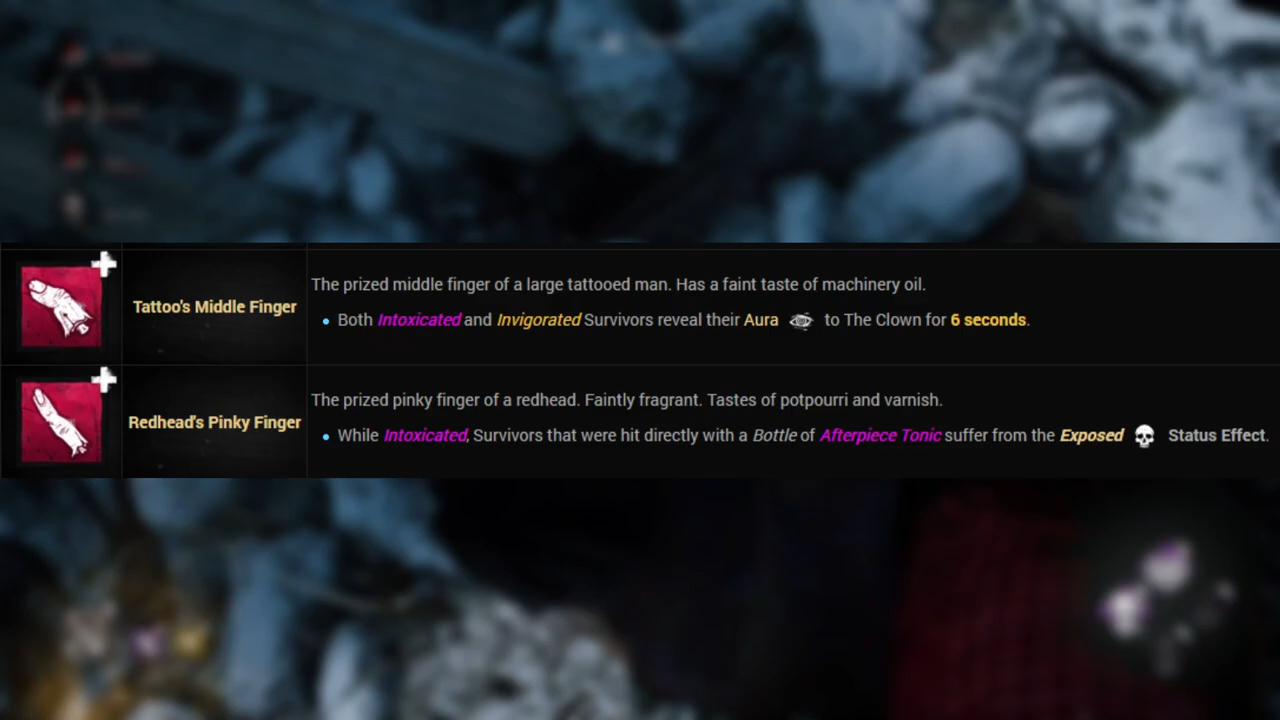 Tattoo's Middle Finger
The prized middle finger of a large tattooed man. Has a faint taste of machinery oil.
Both Intoxicated and Invigorated Survivors reveal their Aura to The Clown for 6 seconds.
Redhead's Pinky Finger
The prized pinky finger of a redhead. Faintly fragrant. Tastes of potpourri and varnish.
While Intoxicated, Survivors that were hit directly with a Bottle of Afterpiece Tonic suffer from the Exposed Status Effect.